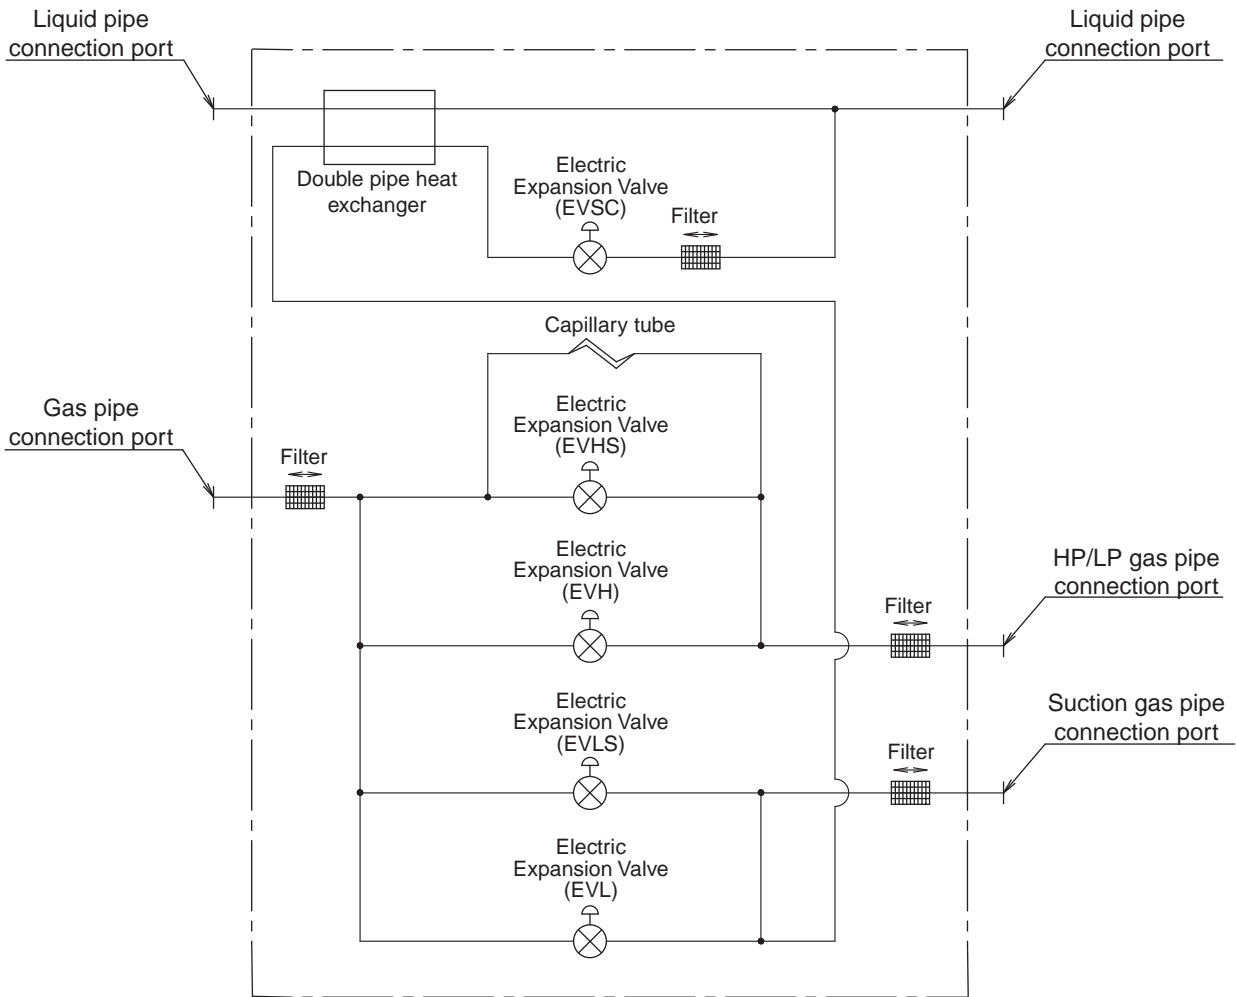 Liquid pipe
connection port
Liquid pipe
connection port
Double pipe heat
exchanger
Electric
Expansion Valve
(EVSC)
Filter
Capillary tube
Gas pipe
connection port
Filter
Electric
Expansion Valve
(EVHS)
Electric
Expansion Valve
(EVH)
Filter
HP/LP gas pipe
connection port
Electric
Expansion Valve
(EVLS)
Filter
Suction gas pipe
connection port
Electric
Expansion Valve
(EVL)